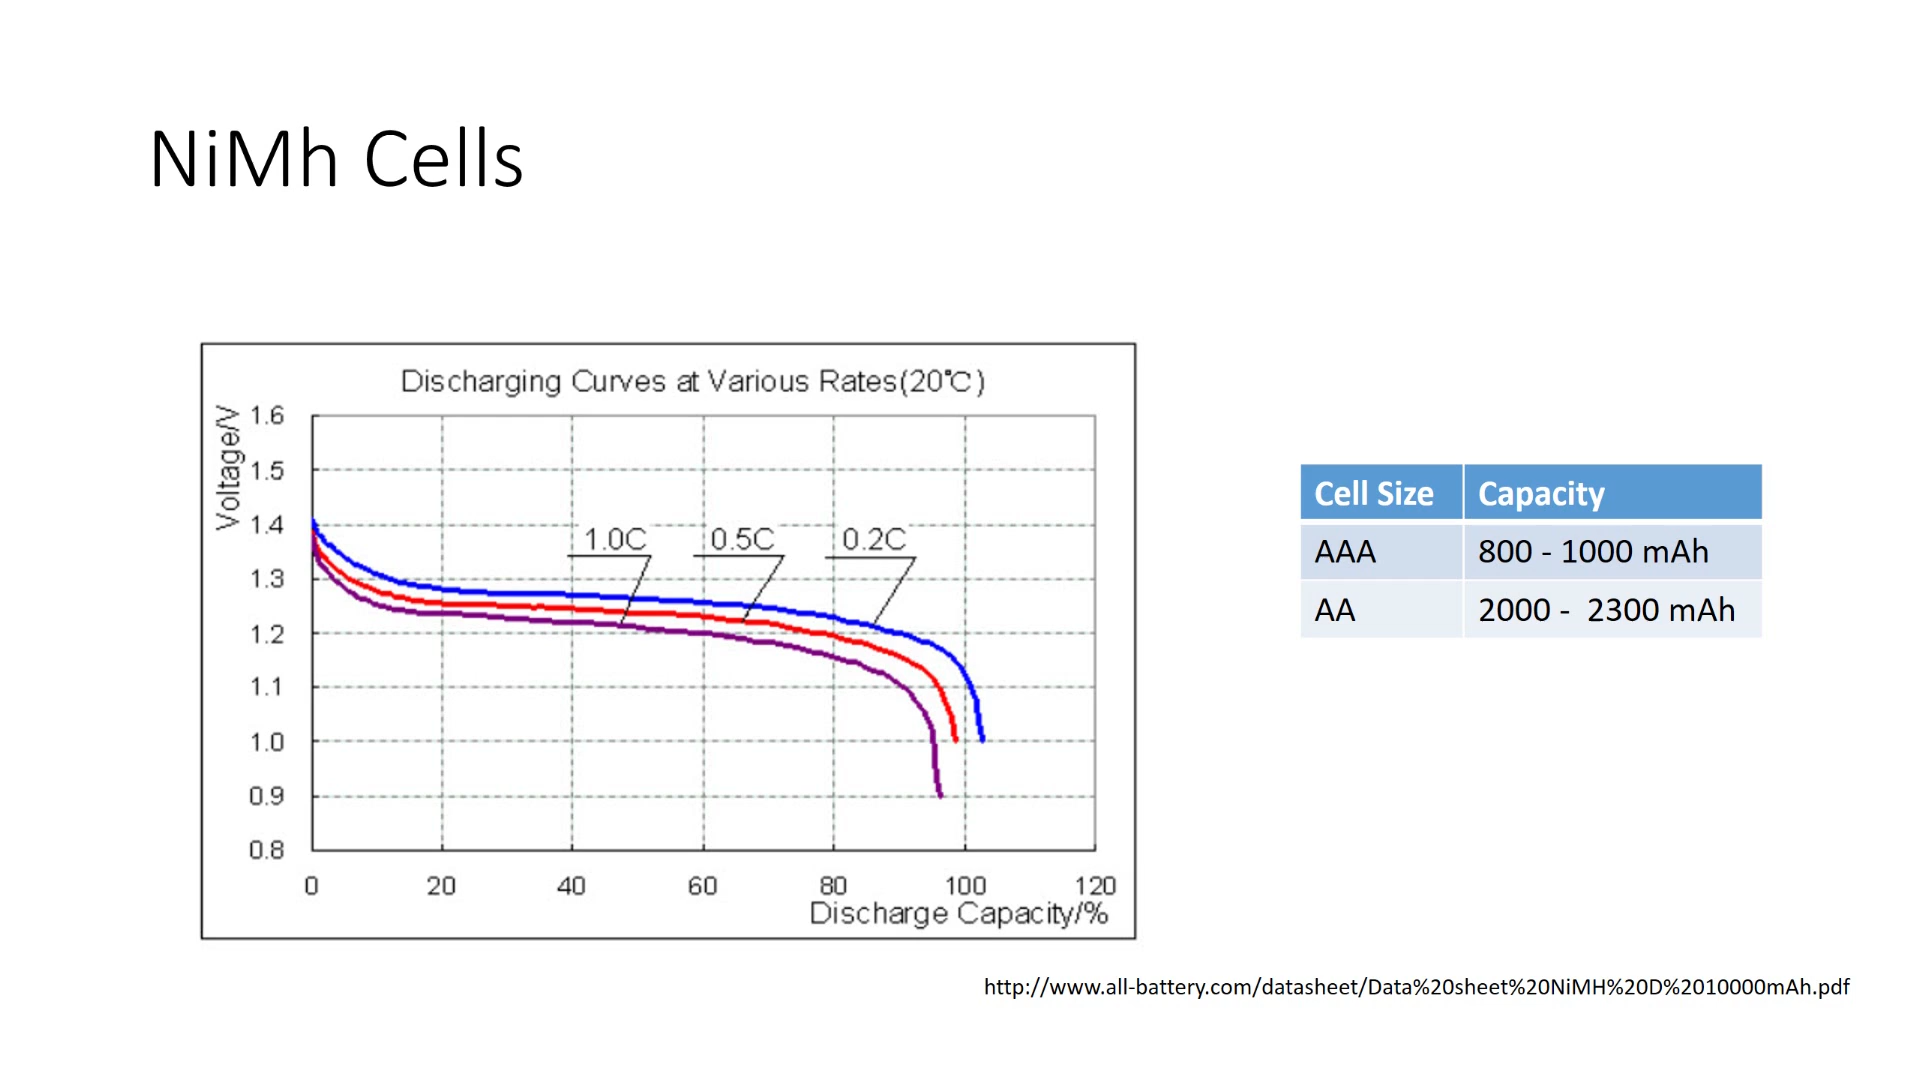 NiMh Cells
Discharging Curves at Various Rates(20℃)
Voltage/V
1.6
1.5
1.4
1.3
1.2
1.1
1.0
0.9
0.8
1.0C 0.5C 0.2C
0 20 40 60 80 100 120
Discharge Capacity/%
Cell Size Capacity
AAA 800 - 1000 mAh
AA 2000 - 2300 mAh
http://www.all-battery.com/datasheet/Data%20sheet%20NiMH%20D%2010000mAh.pdf